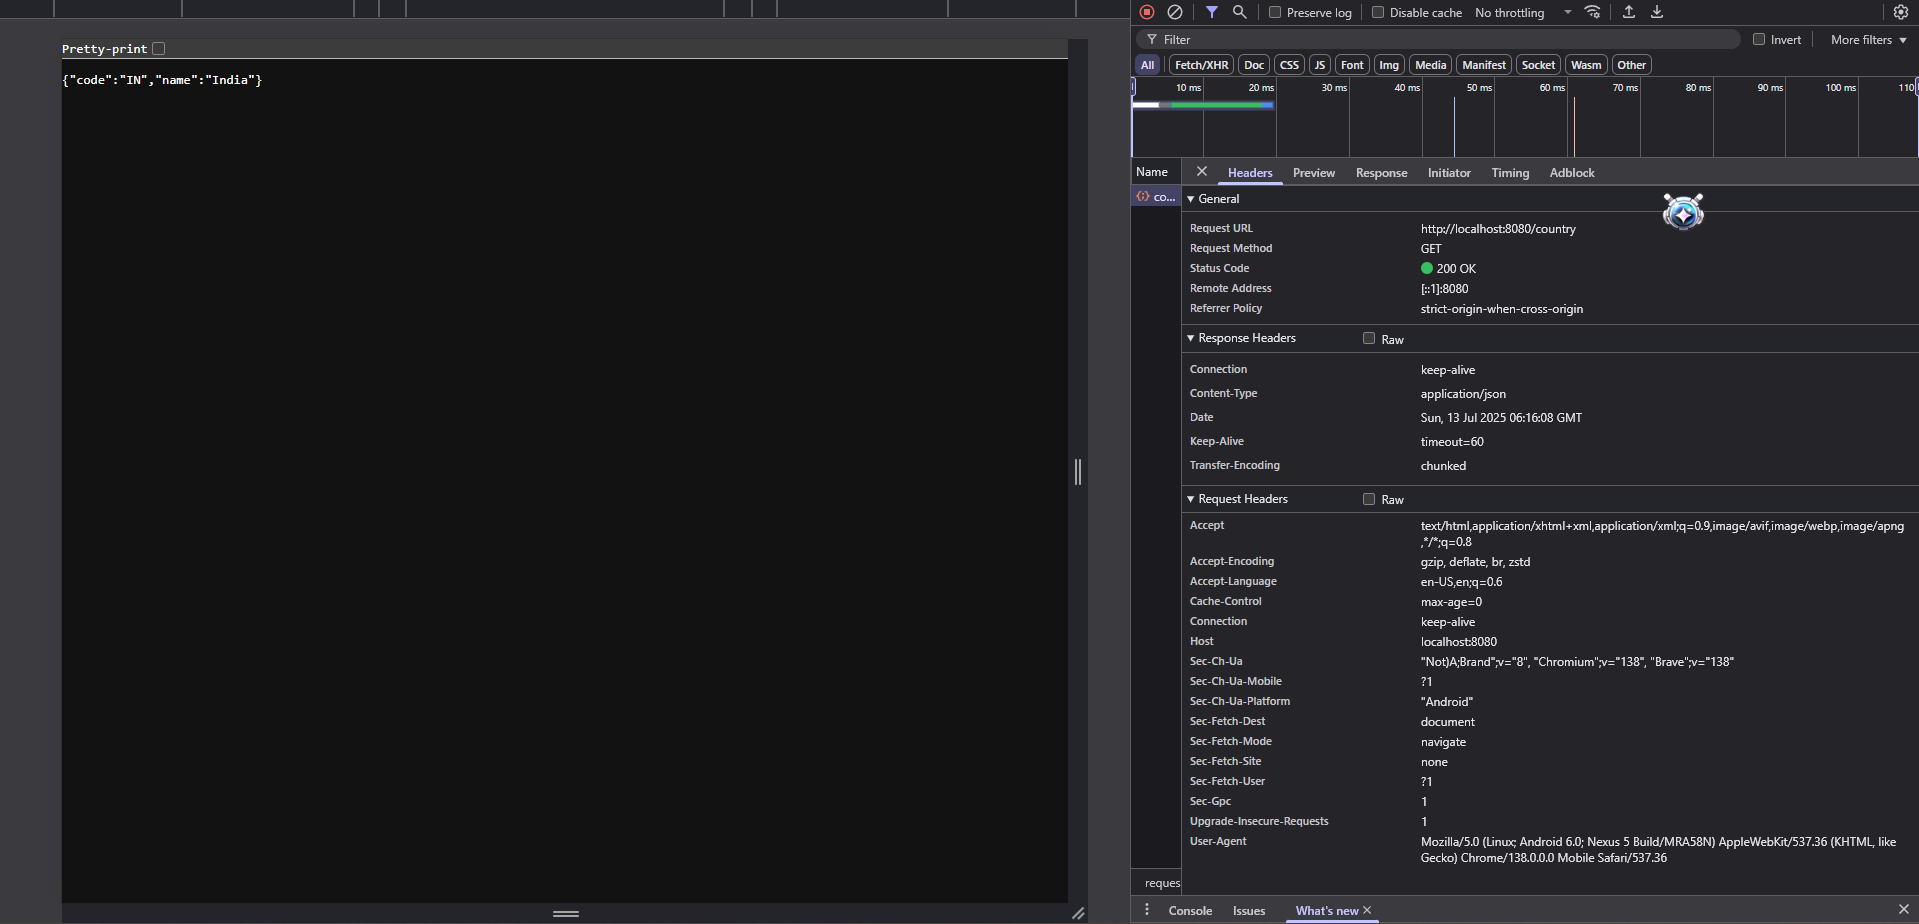 Pretty-print
{"code":"IN","name":"India"}
Preserve log
Disable cache
No throttling
Filter
Invert
More filters
All
Fetch/XHR
Doc
CSS
JS
Font
Img
Media
Manifest
Socket
Wasm
Other
10 ms
20 ms
30 ms
40 ms
50 ms
60 ms
70 ms
80 ms
90 ms
100 ms
110
Name
Headers
Preview
Response
Initiator
Timing
Adblock
co...
General
Request URL
http://localhost:8080/country
Request Method
GET
Status Code
200 OK
Remote Address
[::1]:8080
Referrer Policy
strict-origin-when-cross-origin
Response Headers
Raw
Connection
keep-alive
Content-Type
application/json
Date
Sun, 13 Jul 2025 06:16:08 GMT
Keep-Alive
timeout=60
Transfer-Encoding
chunked
Request Headers
Raw
Accept
text/html,application/xhtml+xml,application/xml;q=0.9,image/avif,image/webp,image/apng
,*/*;q=0.8
Accept-Encoding
gzip, deflate, br, zstd
Accept-Language
en-US,en;q=0.6
Cache-Control
max-age=0
Connection
keep-alive
Host
localhost:8080
Sec-Ch-Ua
"Not)A;Brand";v="8", "Chromium";v="138", "Brave";v="138"
Sec-Ch-Ua-Mobile
?1
Sec-Ch-Ua-Platform
"Android"
Sec-Fetch-Dest
document
Sec-Fetch-Mode
navigate
Sec-Fetch-Site
none
Sec-Fetch-User
?1
Sec-Gpc
1
Upgrade-Insecure-Requests
1
User-Agent
Mozilla/5.0 (Linux; Android 6.0; Nexus 5 Build/MRA58N) AppleWebKit/537.36 (KHTML, like
Gecko) Chrome/138.0.0.0 Mobile Safari/537.36
reques
Console
Issues
What's new